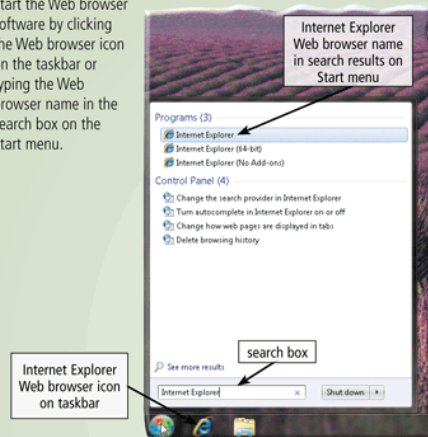 tart the Web browser
oftware by clicking
he Web browser icon
n the taskbar or
yping the Web
rowser name in the
earch box on the
tart menu.
Internet Explorer
Web browser name
in search results on
Start menu
Programs (3)
Internet Explorer
Internet Explorer (64-bit)
Internet Explorer (No Add-ons)
Control Panel (4)
Change the search provider in Internet Explorer
Turn autocomplete in Internet Explorer on or off
Change how web pages are displayed in tabs
Delete browsing history
See more results
search box
Internet Explorer
Shut down
Internet Explorer
Web browser icon
on taskbar